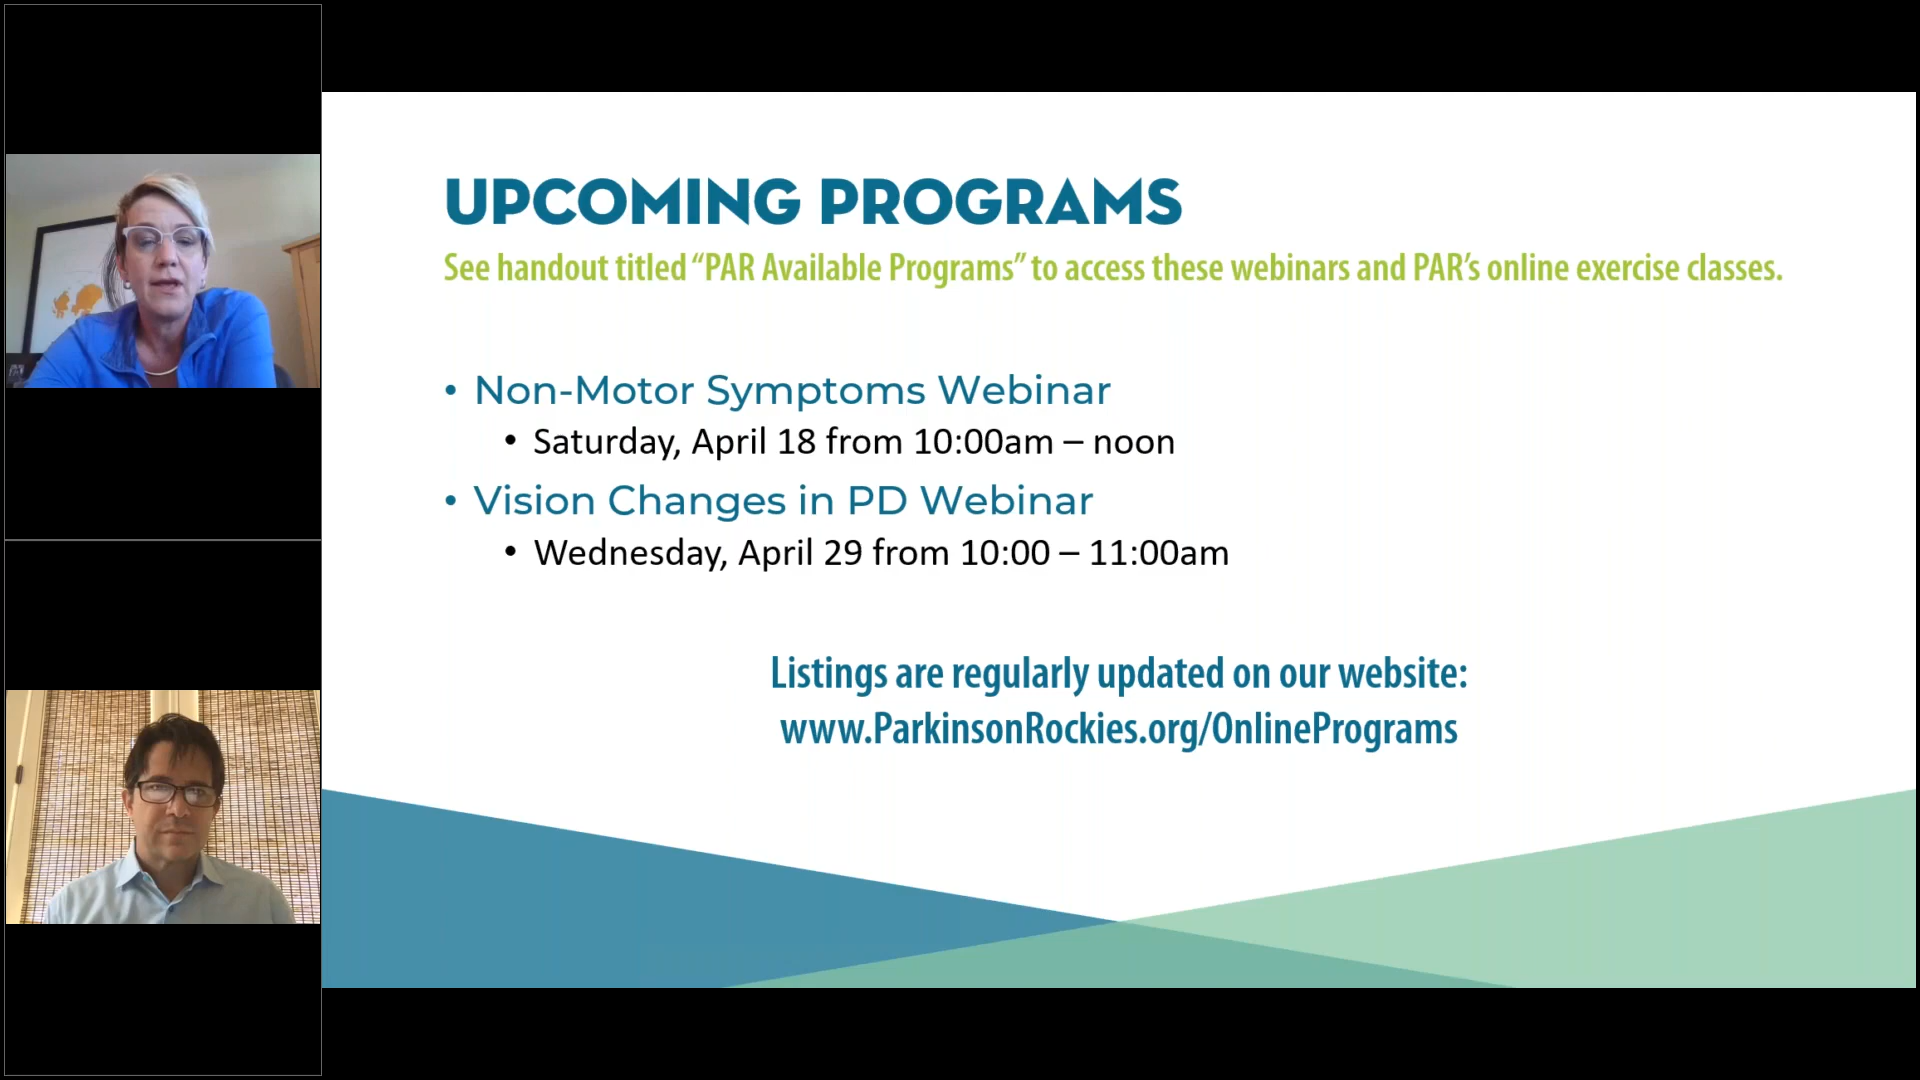 UPCOMING PROGRAMS
See handout titled “PAR Available Programs” to access these webinars and PAR’s online exercise classes.
• Non-Motor Symptoms Webinar
• Saturday, April 18 from 10:00am – noon
• Vision Changes in PD Webinar
• Wednesday, April 29 from 10:00 – 11:00am
Listings are regularly updated on our website:
www.ParkinsonRockies.org/OnlinePrograms